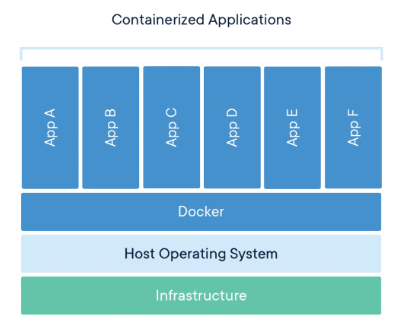 Containerized Applications
App A
App B
App C
App D
App E
App F
Docker
Host Operating System
Infrastructure